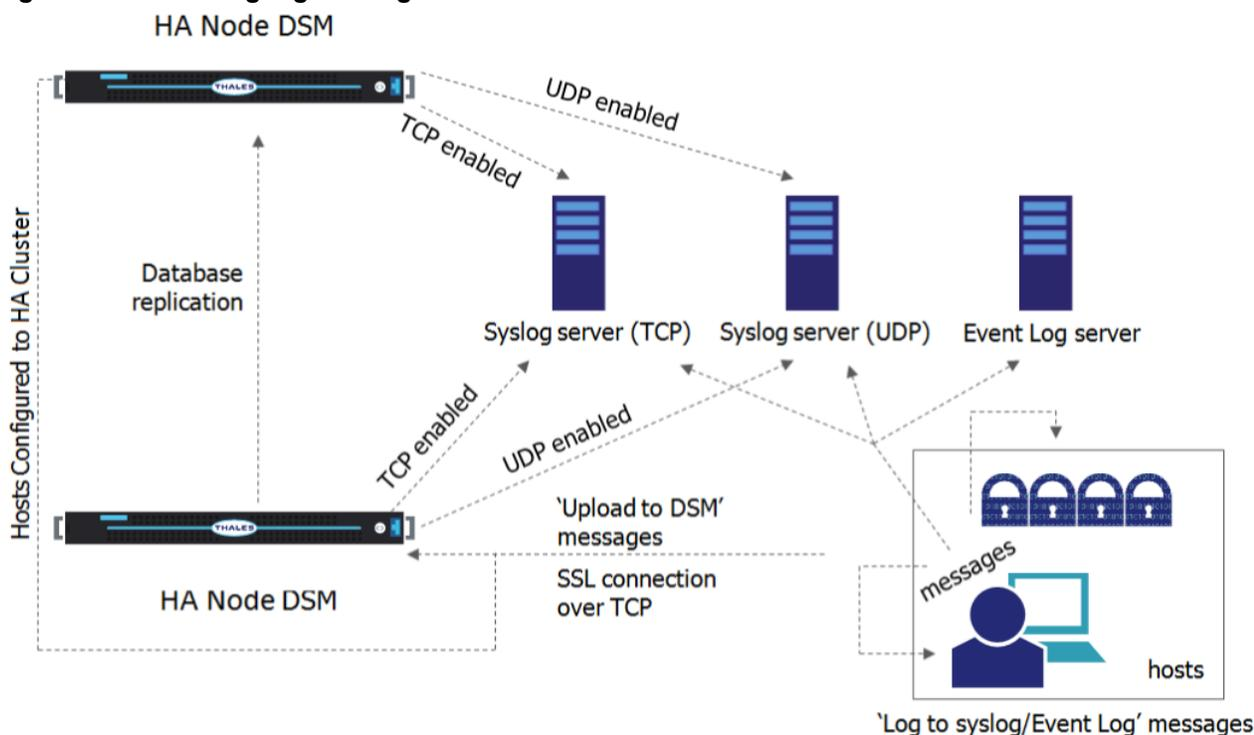 HA Node DSM
THALES
UDP enabled
TCP enabled
Hosts Configured to HA Cluster
Database
replication
Syslog server (TCP)
Syslog server (UDP)
Event Log server
TCP enabled
UDP enabled
'Upload to DSM'
messages
THALES
SSL connection
over TCP
HA Node DSM
messages
hosts
'Log to syslog/Event Log' messages